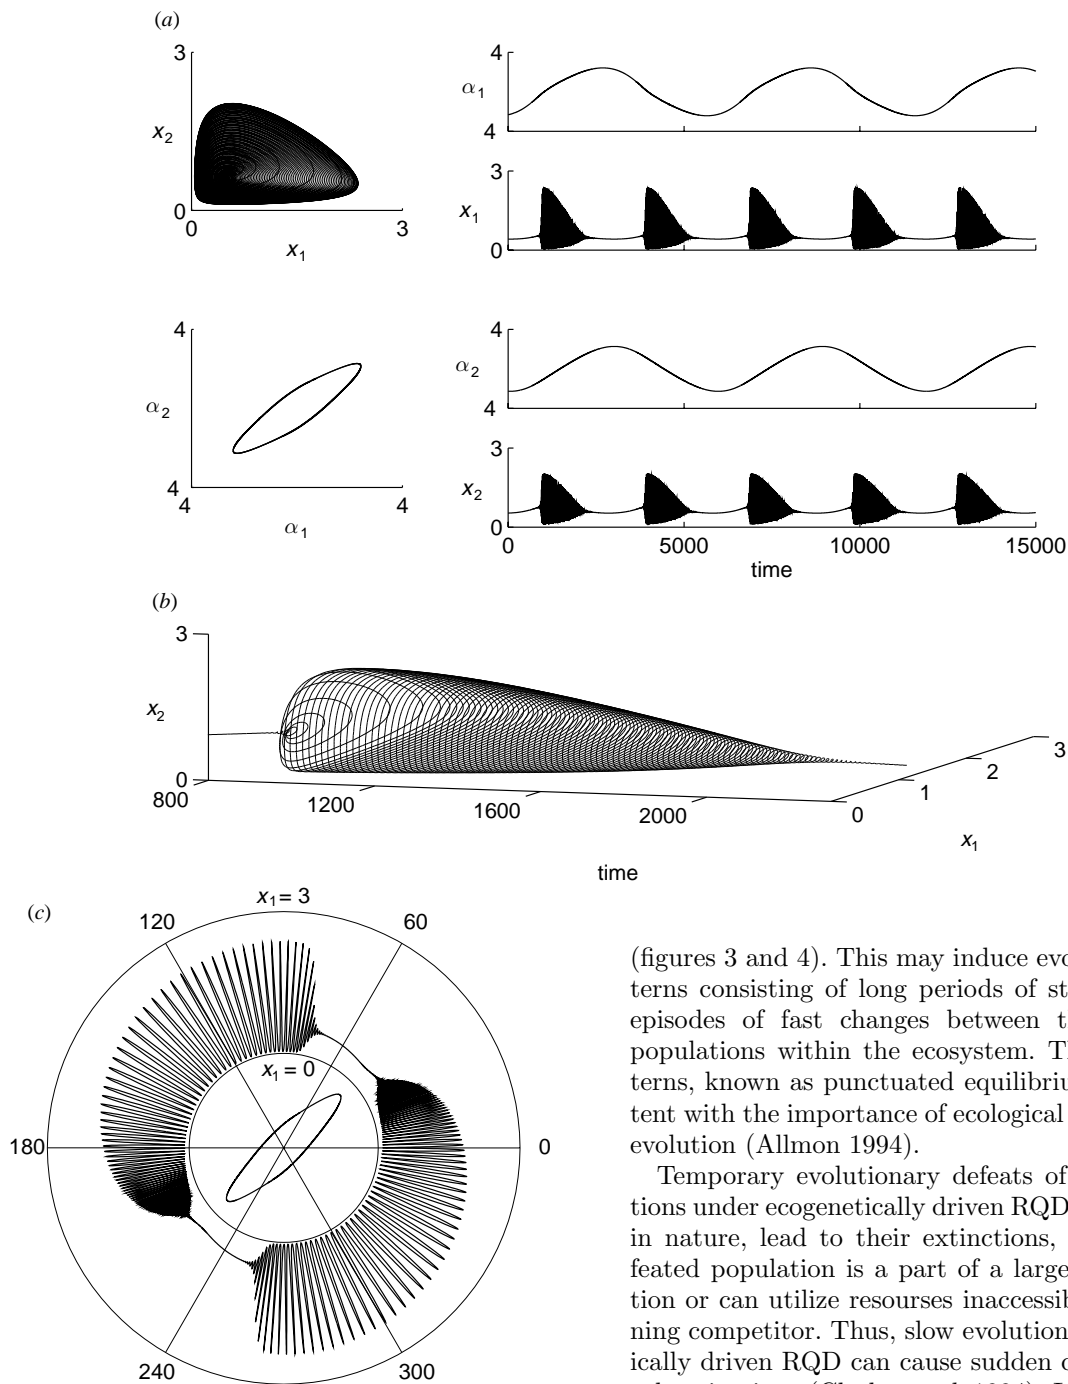 (a)
3
x2
0
0
3
x1
4
α1
4
3
x1
0
4
α2
4
4
4
α1
4
α2
4
3
x2
0
0
5000
10000
15000
time
(b)
3
x2
0
800
1200
1600
2000
0
1
2
3
x1
time
(c)
x1 = 3
120
60
x1 = 0
180
0
240
300
(figures 3 and 4). This may induce evo
terns consisting of long periods of st
episodes of fast changes between t
populations within the ecosystem. Th
terns, known as punctuated equilibriu
tent with the importance of ecological
evolution (Allmon 1994).
Temporary evolutionary defeats of
tions under ecogenetically driven RQD
in nature, lead to their extinctions,
feated population is a part of a large
tion or can utilize resourses inaccessib
ning competitor. Thus, slow evolution
ically driven RQD can cause sudden